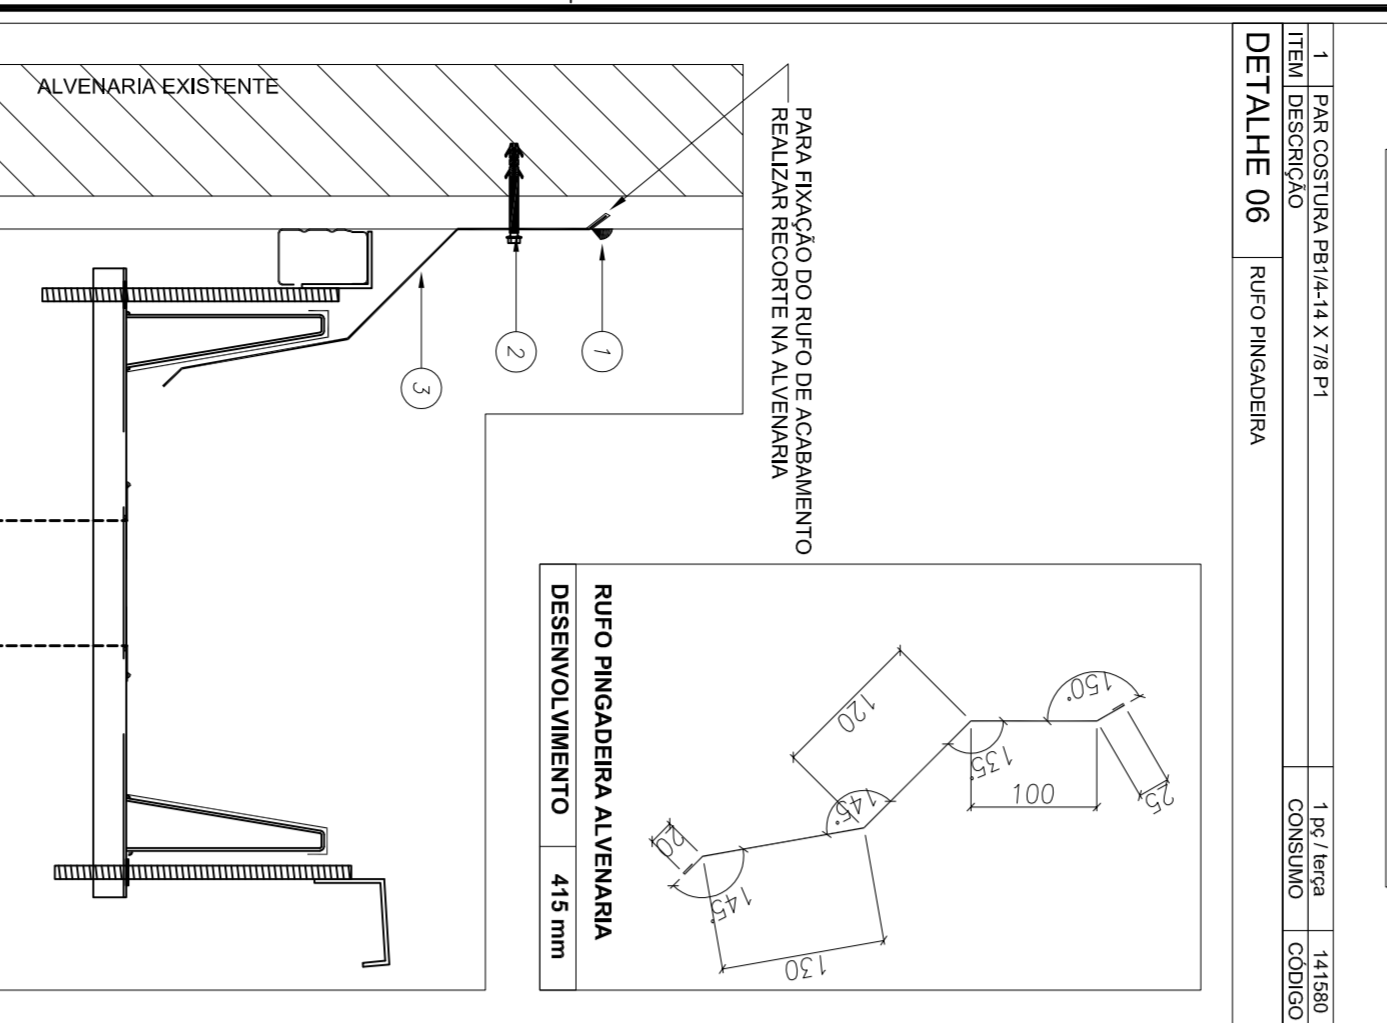 1 PAR COSTURA PB1/4-14 X 7/8 P1 1 pç / terça 141580
ITEM DESCRIÇÃO CONSUMO CÓDIGO
DETALHE 06 RUFO PINGADEIRA
ALVENARIA EXISTENTE
PARA FIXAÇÃO DO RUFO DE ACABAMENTO
REALIZAR RECORTE NA ALVENARIA
1
2
3
150°
25
135°
100
120
145°
20
145°
130
RUFO PINGADEIRA ALVENARIA
DESENVOLVIMENTO 415 mm